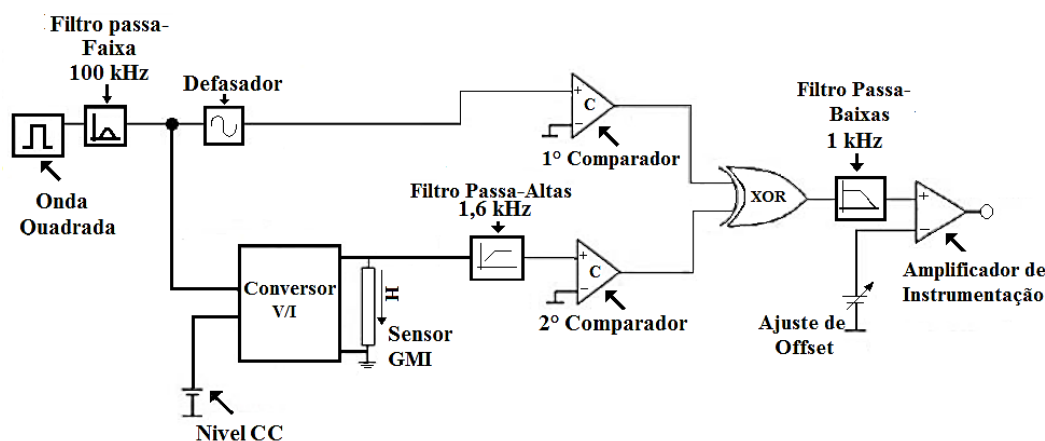 Filtro passa-
Faixa
100 kHz
Defasador
Onda
Quadrada
C
1° Comparador
Filtro Passa-Altas
1,6 kHz
XOR
Filtro Passa-
Baixas
1 kHz
Conversor
V/I
H
Sensor
GMI
C
2° Comparador
Amplificador de
Instrumentação
Ajuste de
Offset
Nivel CC